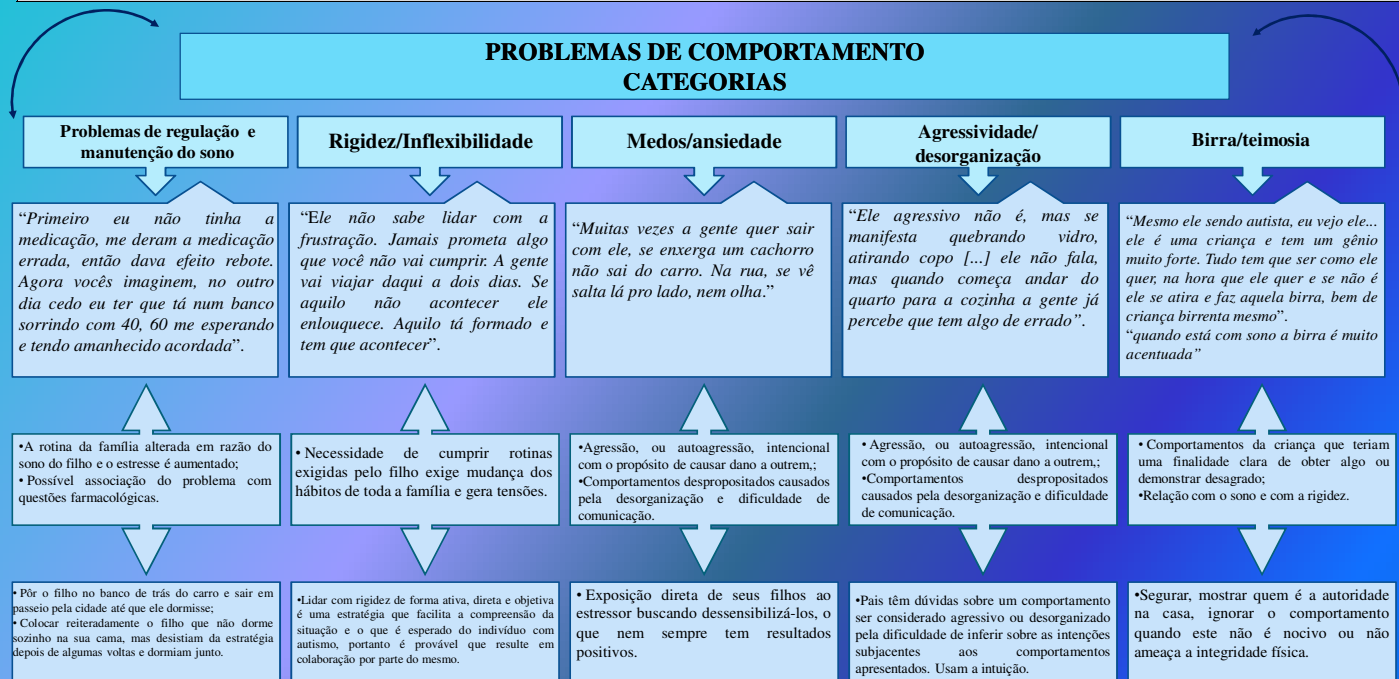 PROBLEMAS DE COMPORTAMENTO
CATEGORIAS
Problemas de regulação e
manutenção do sono
Rigidez/Inflexibilidade
Medos/ansiedade
Agressividade/
desorganização
Birra/teimosia
“Primeiro eu não tinha a
medicação, me deram a medicação
errada, então dava efeito rebote.
Agora vocês imaginem, no outro
dia cedo eu ter que tá num banco
sorrindo com 40, 60 me esperando
e tendo amanhecido acordada”.
“Ele não sabe lidar com a
frustração. Jamais prometa algo
que você não vai cumprir. A gente
vai viajar daqui a dois dias. Se
aquilo não acontecer ele
enlouquece. Aquilo tá formado e
tem que acontecer”.
“Muitas vezes a gente quer sair
com ele, se enxerga um cachorro
não sai do carro. Na rua, se vê
salta lá pro lado, nem olha.”
“Ele agressivo não é, mas se
manifesta quebrando vidro,
atirando copo [...] ele não fala,
mas quando começa andar do
quarto para a cozinha a gente já
percebe que tem algo de errado”.
“Mesmo ele sendo autista, eu vejo ele...
ele é uma criança e tem um gênio
muito forte. Tudo tem que ser como ele
quer, na hora que ele quer e se não é
ele se atira e faz aquela birra, bem de
criança birrenta mesmo”.
“quando está com sono a birra é muito
acentuada”
•A rotina da família alterada em razão do
sono do filho e o estresse é aumentado;
• Possível associação do problema com
questões farmacológicas.
• Necessidade de cumprir rotinas
exigidas pelo filho exige mudança dos
hábitos de toda a família e gera tensões.
•Agressão, ou autoagressão, intencional
com o propósito de causar dano a outrem,;
•Comportamentos despropositados causados
pela desorganização e dificuldade de
comunicação.
• Agressão, ou autoagressão, intencional
com o propósito de causar dano a outrem,;
•Comportamentos despropositados
causados pela desorganização e dificuldade
de comunicação.
• Comportamentos da criança que teriam
uma finalidade clara de obter algo ou
demonstrar desagrado;
•Relação com o sono e com a rigidez.
• Pôr o filho no banco de trás do carro e sair em
passeio pela cidade até que ele dormisse;
• Colocar reiteradamente o filho que não dorme
sozinho na sua cama, mas desistiam da estratégia
depois de algumas voltas e dormiam junto.
•Lidar com rigidez de forma ativa, direta e objetiva
é uma estratégia que facilita a compreensão da
situação e o que é esperado do indivíduo com
autismo, portanto é provável que resulte em
colaboração por parte do mesmo.
• Exposição direta de seus filhos ao
estressor buscando dessensibilizá-los, o
que nem sempre tem resultados
positivos.
•Pais têm dúvidas sobre um comportamento
ser considerado agressivo ou desorganizado
pela dificuldade de inferir sobre as intenções
subjacentes aos comportamentos
apresentados. Usam a intuição.
•Segurar, mostrar quem é a autoridade
na casa, ignorar o comportamento
quando este não é nocivo ou não
ameaça a integridade física.